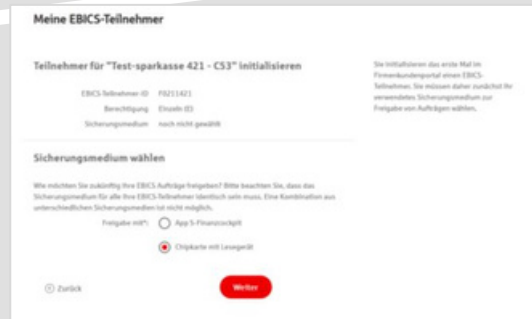 Meine EBICS-Teilnehmer
Teilnehmer für "Test-sparkasse 421 - C53" initialisieren
EBICS-Teilnehmer-ID F0211421
Berechtigung Einzeln (E)
Sicherungsmedium noch nicht gewählt
Sie initialisieren das erste Mal im
Firmenkundenportal einen EBICS-
Teilnehmer. Sie müssen daher zunächst Ihr
verwendetes Sicherungsmedium zur
Freigabe von Aufträgen wählen.
Sicherungsmedium wählen
Wie möchten Sie zukünftig Ihre EBICS Aufträge freigeben? Bitte beachten Sie, dass das
Sicherungsmedium für alle Ihre EBICS-Teilnehmer identisch sein muss. Eine Kombination aus
unterschiedlichen Sicherungsmedien ist nicht möglich.
Freigabe mit*: App S-Finanzcockpit
Chipkarte mit Lesegerät
Zurück
Weiter